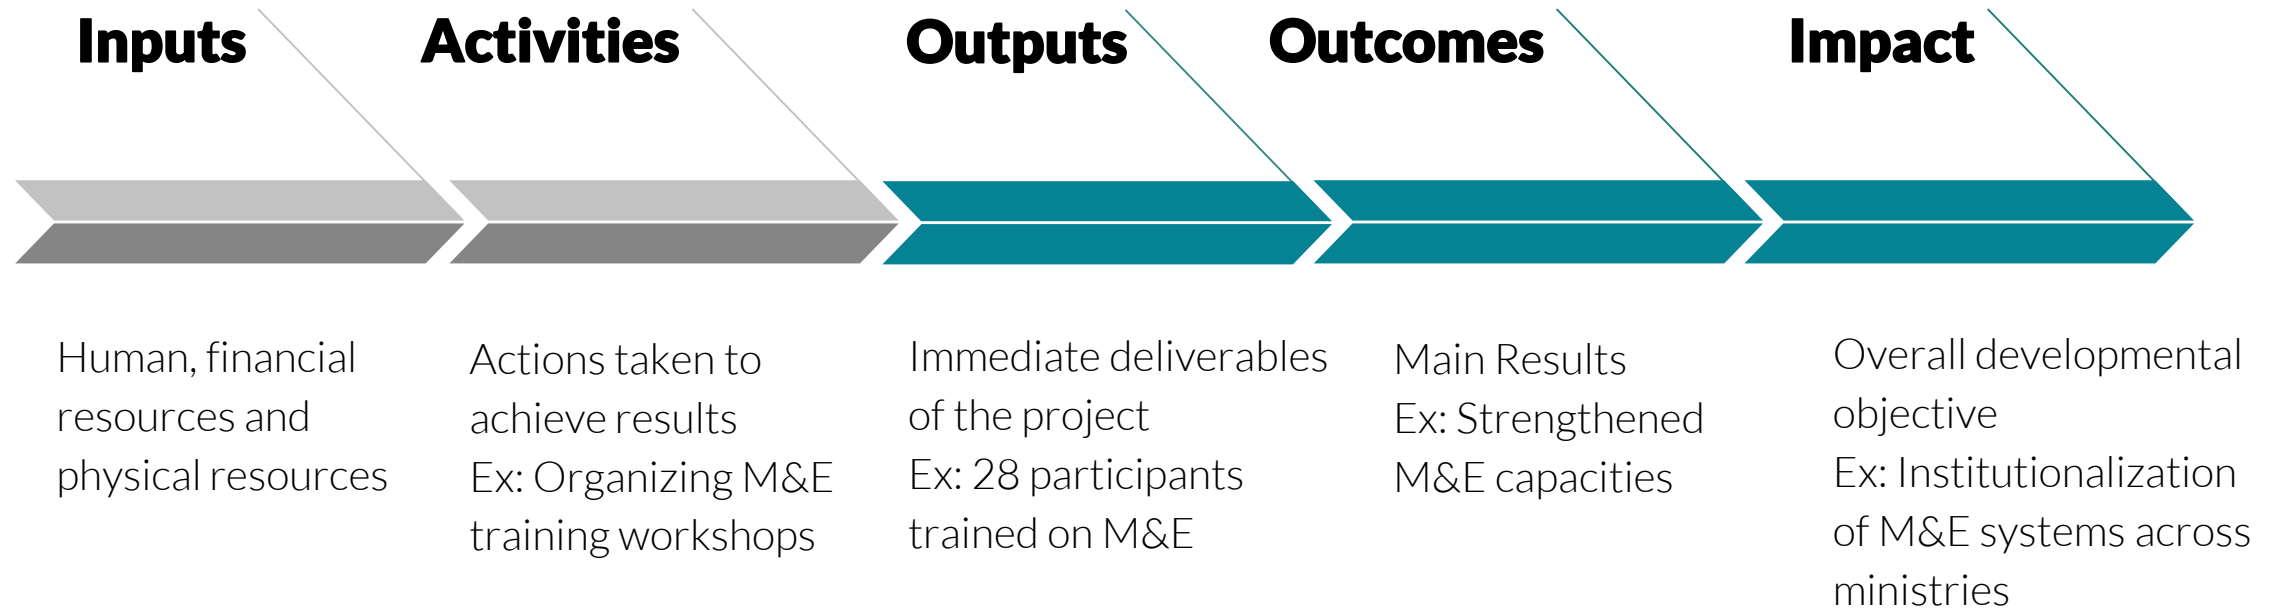 Inputs
Activities
Outputs
Outcomes
Impact
Human, financial
resources and
physical resources
Actions taken to
achieve results
Ex: Organizing M&E
training workshops
Immediate deliverables
of the project
Ex: 28 participants
trained on M&E
Main Results
Ex: Strengthened
M&E capacities
Overall developmental
objective
Ex: Institutionalization
of M&E systems across
ministries